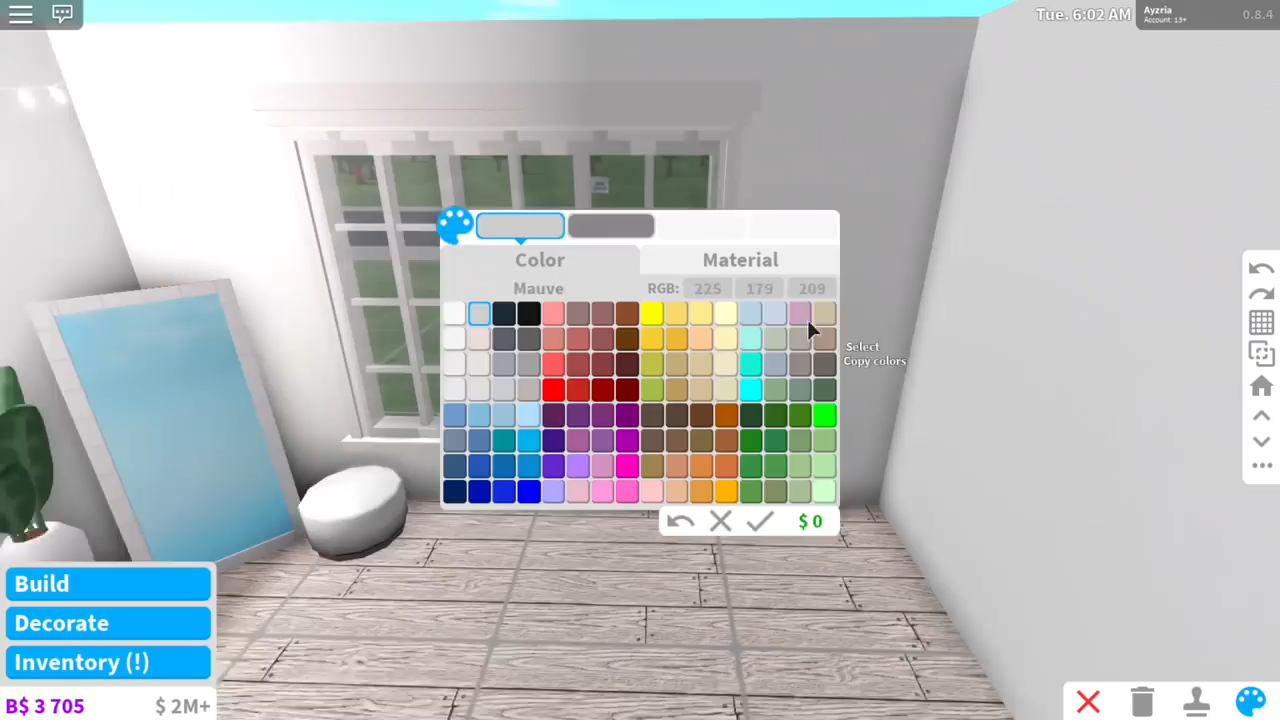 Tue. 6:02 AM
Ayzria
Account: 13+
0.8.4
Color
Material
Mauve
RGB: 225 179 209
Select
Copy colors
$ 0
Build
Decorate
Inventory (!)
B$ 3 705
$ 2M+